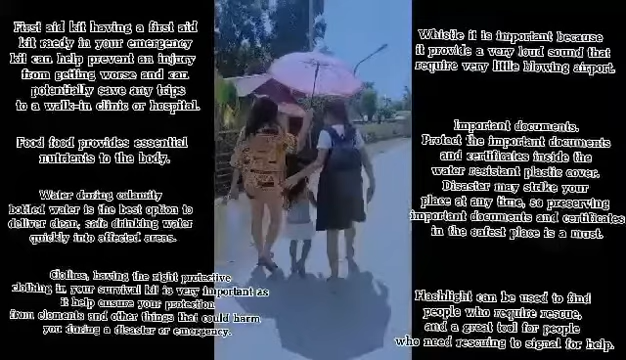 First aid kit having a first aid
kit raedy in your emergency
kit can help prevent an injury
from getting worse and can
potentially save any trips
to a walk-in clinic or hospital.
Food food provides essential
nutrients to the body.
Water during calamity
bottled water is the best option to
deliver clean, safe drinking water
quickly into affected areas.
Clothes, having the right protective
clothing in your survival kit is very important as
it help ensure your protection
from elements and other things that could harm
you during a disaster or emergency.
Whistle it is important because
it provide a very loud sound that
require very little blowing airport.
Important documents.
Protect the important documents
and certificates inside the
water resistant plastic cover.
Disaster may strike your
place at any time, so preserving
important documents and certificates
in the safest place is a must.
Flashlight can be used to find
people who require rescue,
and a great tool for people
who need rescuing to signal for help.